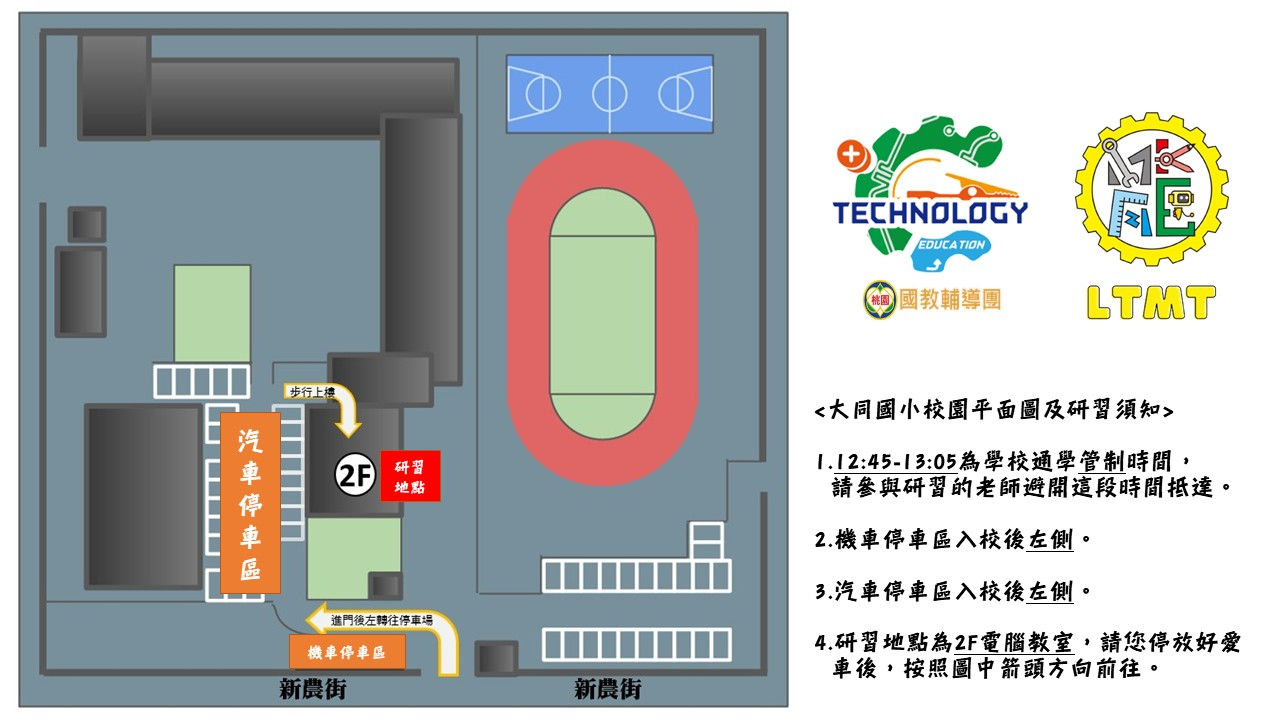 步行上樓
汽
車
停
車
區
2F
研習
地點
進門後左轉往停車場
機車停車區
新農街
新農街
TECHNOLOGY
EDUCATION
桃園
國教輔導團
MAKE
LTMT
<大同國小校園平面圖及研習須知>
1.12:45-13:05為學校通學管制時間，
請參與研習的老師避開這段時間抵達。
2.機車停車區入校後左側。
3.汽車停車區入校後左側。
4.研習地點為2F電腦教室，請您停放好愛
車後，按照圖中箭頭方向前往。